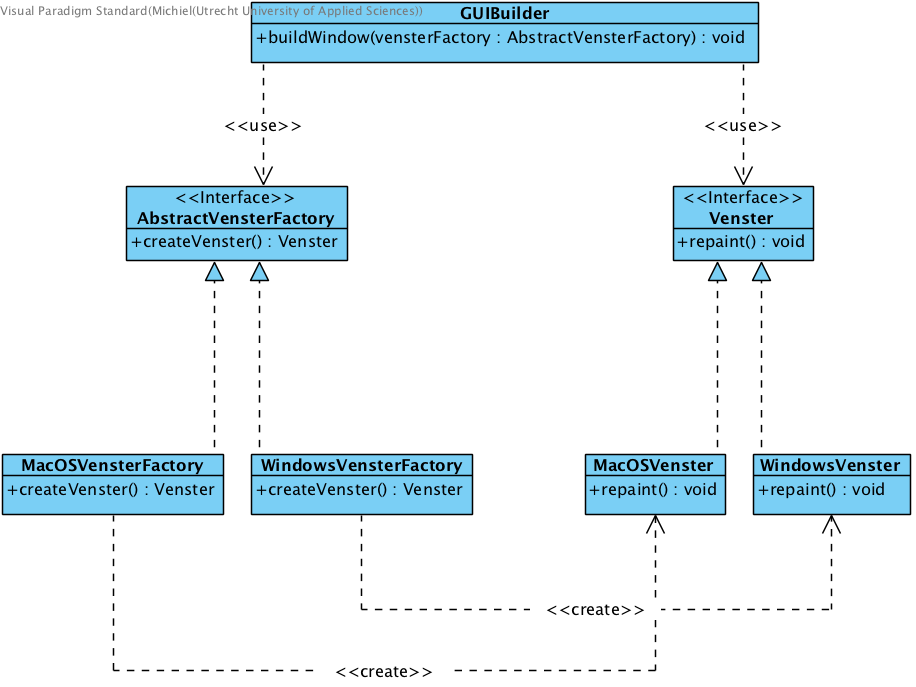 Visual Paradigm Standard(Michiel(Utrecht University of Applied Sciences))
GUIBuilder
+buildWindow(vensterFactory : AbstractVensterFactory) : void
<<use>>
<<use>>
<<Interface>>
AbstractVensterFactory
+createVenster() : Venster
<<Interface>>
Venster
+repaint() : void
MacOSVensterFactory
+createVenster() : Venster
WindowsVensterFactory
+createVenster() : Venster
MacOSVenster
+repaint() : void
WindowsVenster
+repaint() : void
<<create>>
<<create>>